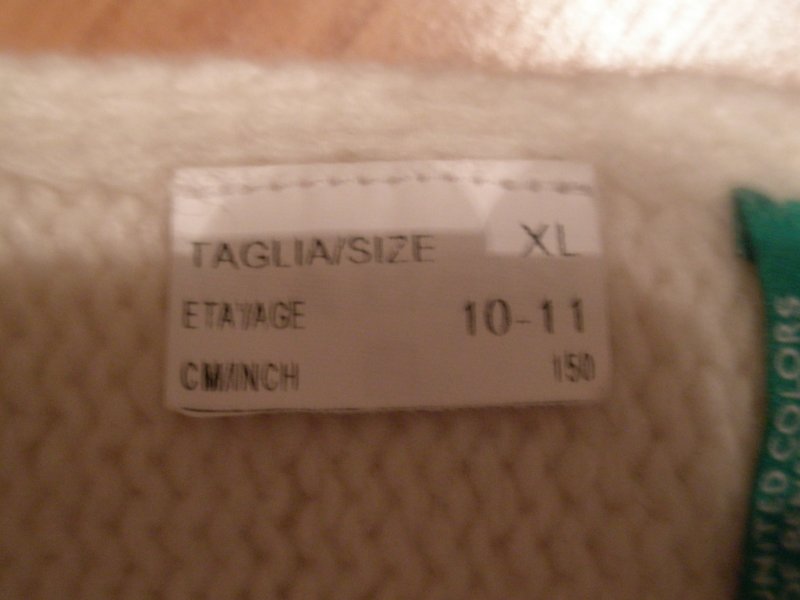 TAGLIA/SIZE XL
ETA'/AGE 10-11
CM/INCH 150
UNITED COLORS